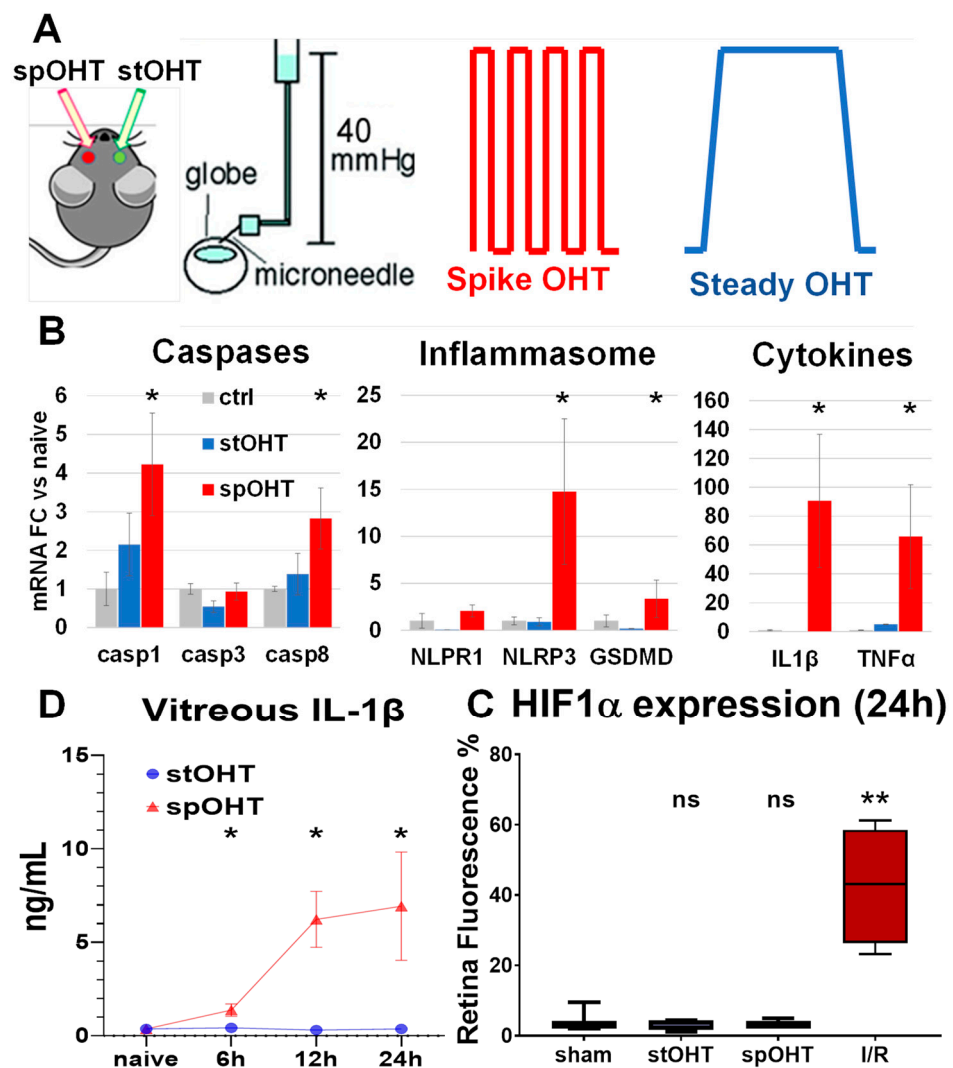 A
spOHT stOHT
40
mmHg
globe
microneedle
Spike OHT
Steady OHT
B
Caspases
Inflammasome
Cytokines
mRNA FC vs naive
6
5
4
3
2
1
0
ctrl
stOHT
spOHT
*
*
casp1 casp3 casp8
25
20
15
10
5
0
*
*
NLPR1 NLRP3 GSDMD
160
140
120
100
80
60
40
20
0
*
*
IL1β TNFα
D Vitreous IL-1β
ng/mL
15
10
5
0
stOHT
spOHT
* * *
naive 6h 12h 24h
C HIF1α expression (24h)
Retina Fluorescence %
80
60
40
20
0
ns ns **
sham stOHT spOHT I/R